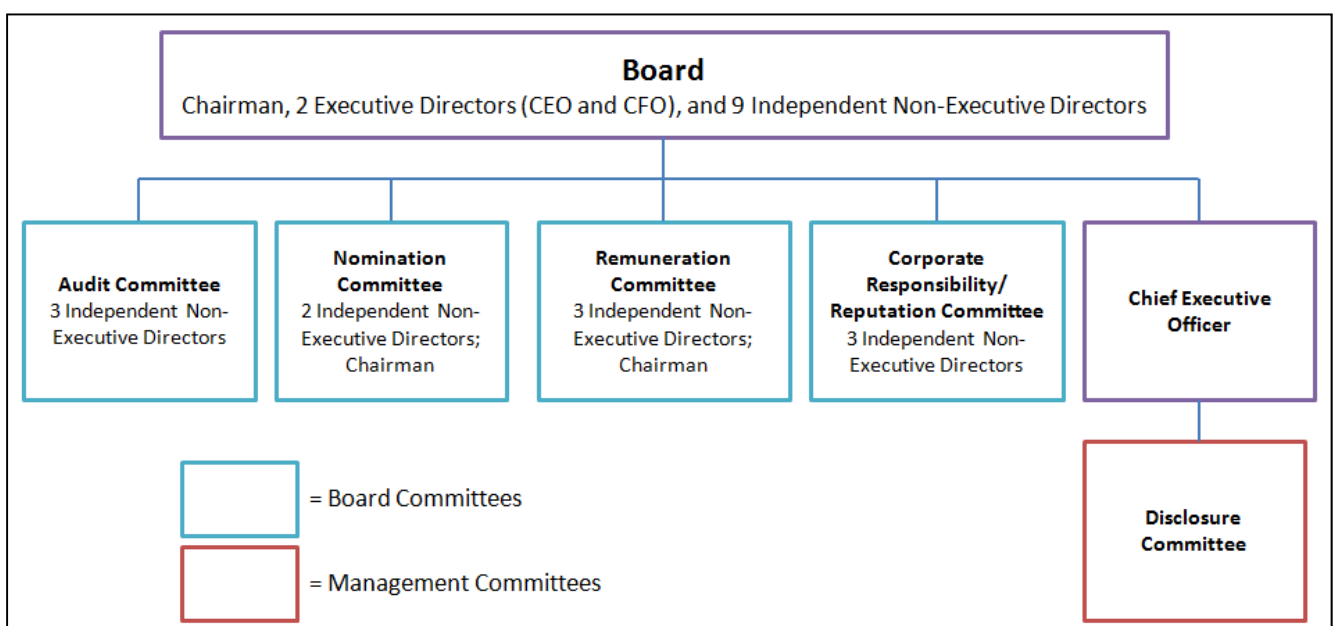 Board
Chairman, 2 Executive Directors (CEO and CFO), and 9 Independent Non-Executive Directors
Audit Committee
3 Independent Non-
Executive Directors
Nomination
Committee
2 Independent Non-
Executive Directors;
Chairman
Remuneration
Committee
3 Independent Non-
Executive Directors;
Chairman
Corporate
Responsibility/
Reputation Committee
3 Independent Non-
Executive Directors
Chief Executive
Officer
Disclosure
Committee
= Board Committees
= Management Committees